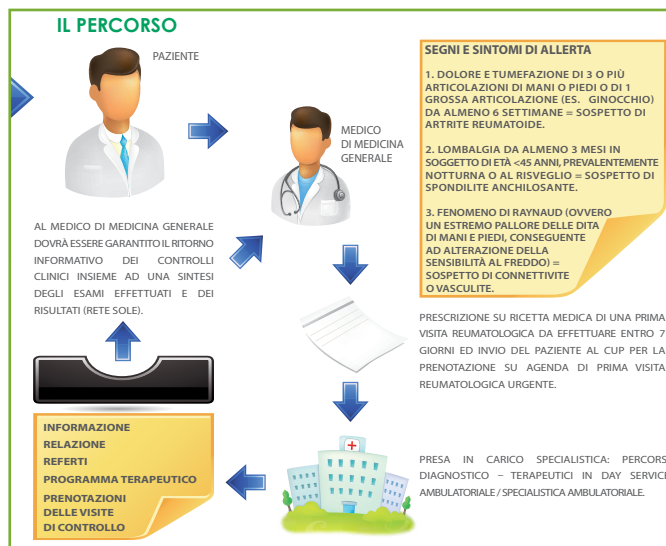 IL PERCORSO
PAZIENTE
MEDICO
DI MEDICINA
GENERALE
SEGNI E SINTOMI DI ALLERTA
1. DOLORE E TUMEFAZIONE DI 3 O PIÙ
ARTICOLAZIONI DI MANI O PIEDI O DI 1
GROSSA ARTICOLAZIONE (ES. GINOCCHIO)
DA ALMENO 6 SETTIMANE = SOSPETTO DI
ARTRITE REUMATOIDE.
2. LOMBALGIA DA ALMENO 3 MESI IN
SOGGETTO DI ETÀ <45 ANNI, PREVALENTEMENTE
NOTTURNA O AL RISVEGLIO = SOSPETTO DI
SPONDILITE ANCHILOSANTE.
3. FENOMENO DI RAYNAUD (OVVERO
UN ESTREMO PALLORE DELLE DITA
DI MANI E PIEDI, CONSEGUENTE
AD ALTERAZIONE DELLA
SENSIBILITÀ AL FREDDO) =
SOSPETTO DI CONNETTIVITE
O VASCULITE.
AL MEDICO DI MEDICINA GENERALE
DOVRÀ ESSERE GARANTITO IL RITORNO
INFORMATIVO DEI CONTROLLI
CLINICI INSIEME AD UNA SINTESI
DEGLI ESAMI EFFETTUATI E DEI
RISULTATI (RETE SOLE).
PRESCRIZIONE SU RICETTA MEDICA DI UNA PRIMA
VISITA REUMATOLOGICA DA EFFETTUARE ENTRO 7
GIORNI ED INVIO DEL PAZIENTE AL CUP PER LA
PRENOTAZIONE SU AGENDA DI PRIMA VISITA
REUMATOLOGICA URGENTE.
INFORMAZIONE
RELAZIONE
REFERTI
PROGRAMMA TERAPEUTICO
PRENOTAZIONI
DELLE VISITE
DI CONTROLLO
PRESA IN CARICO SPECIALISTICA: PERCORS
DIAGNOSTICO – TERAPEUTICI IN DAY SERVICE
AMBULATORIALE / SPECIALISTICA AMBULATORIALE.